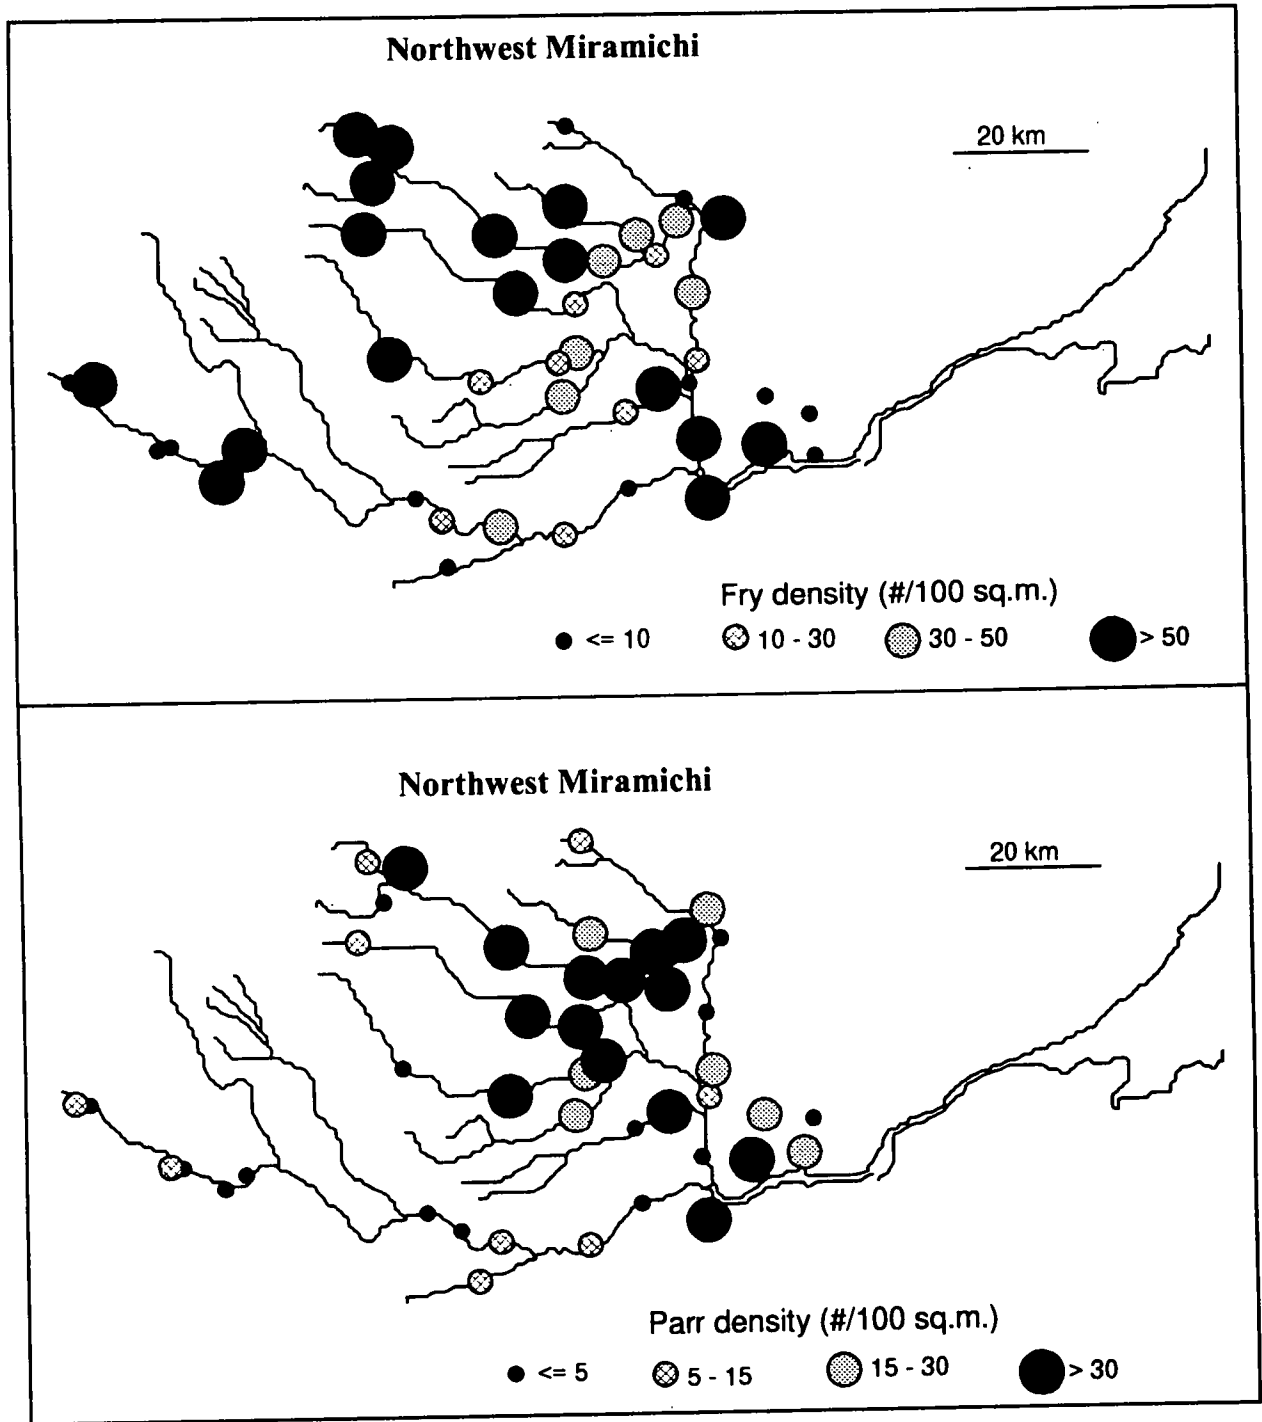 Northwest Miramichi
20 km
Fry density (#/100 sq.m.)
<= 10 10 - 30 30 - 50 > 50
Northwest Miramichi
20 km
Parr density (#/100 sq.m.)
<= 5 5 - 15 15 - 30 > 30